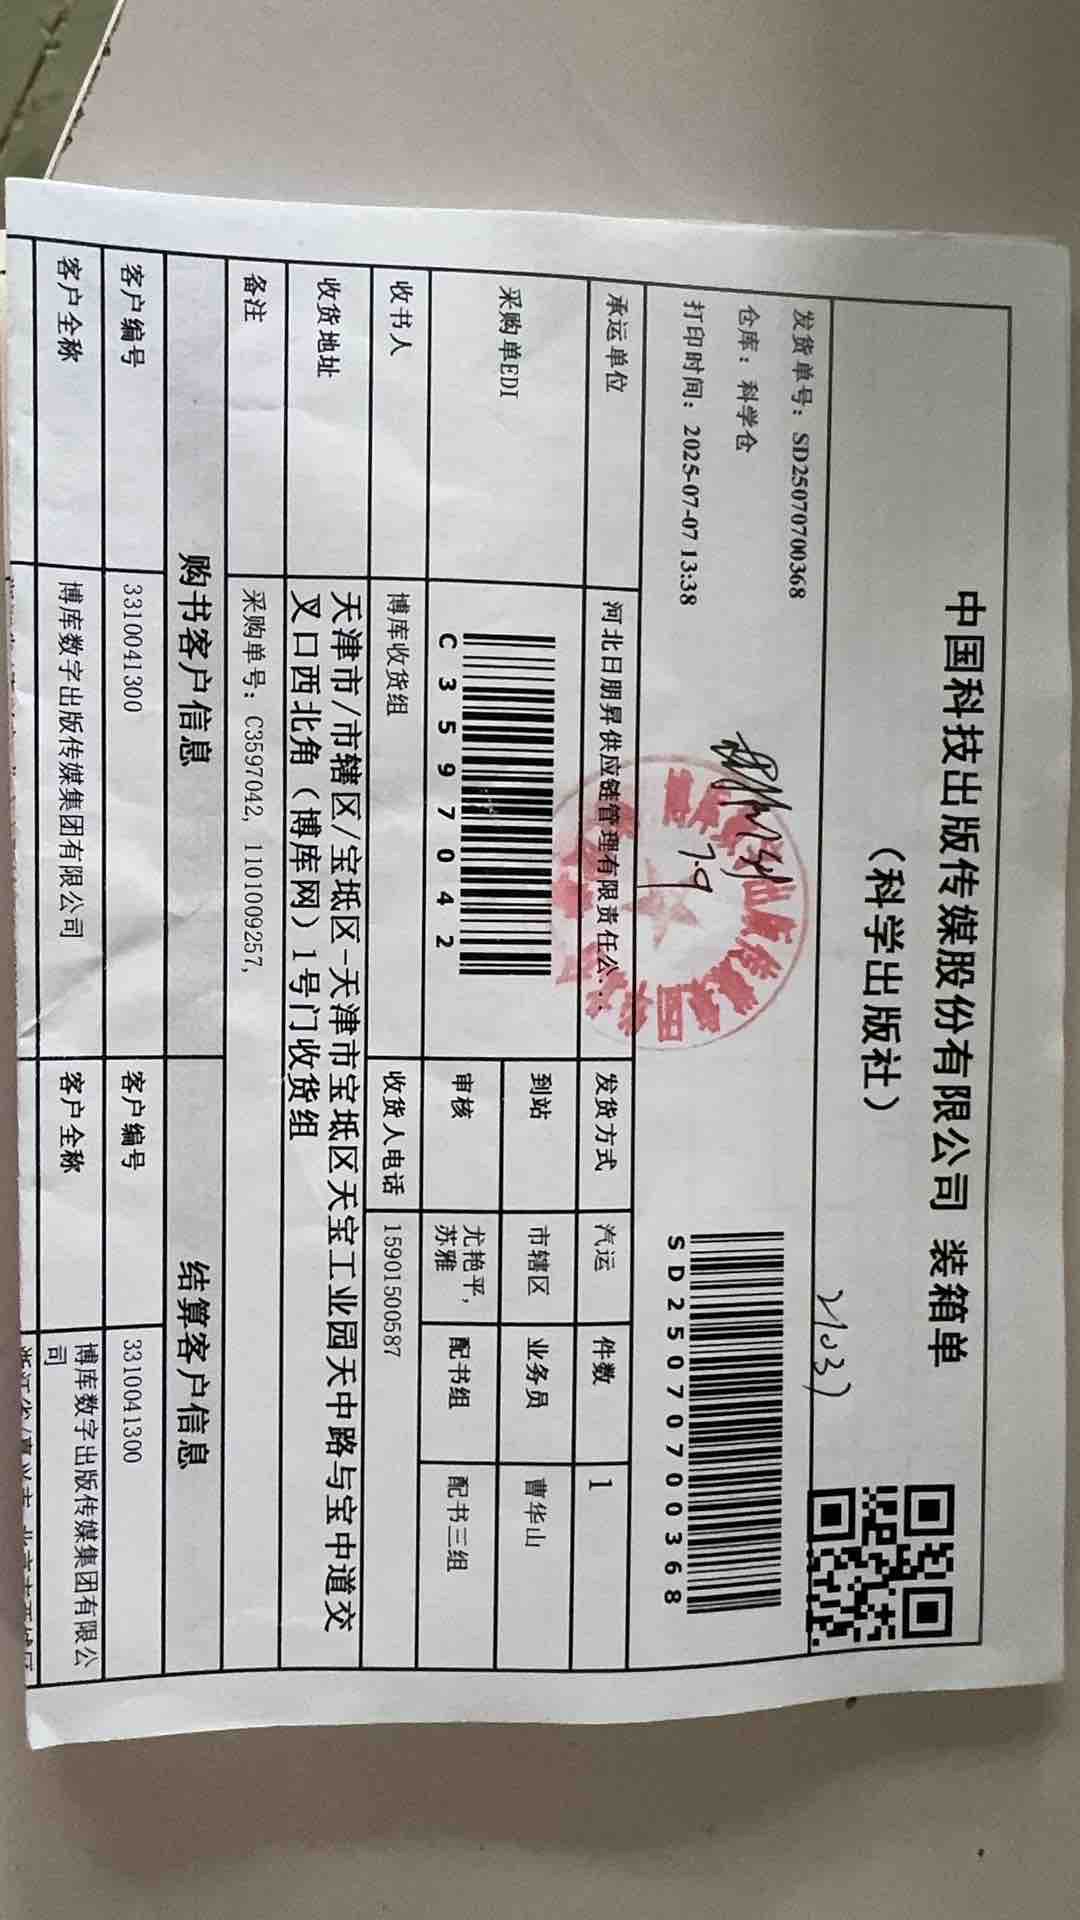 中国科技出版传媒股份有限公司 装箱单
（科学出版社）
发货单号：SD25070700368
仓库：科学仓
打印时间：2025-07-07 13:38
SD25070700368
7.9
承运单位 河北日朋昇供应链管理有限责任公... 发货方式 汽运 件数 1
采购单EDI C3597042 到站 市辖区 业务员 曹华山
审核 尤艳平,
苏雅 配书组 配书三组
收书人 博库收货组 收货人电话 15901500587
收货地址 天津市/市辖区/宝坻区-天津市宝坻区天宝工业园天中路与宝中道交
叉口西北角（博库网）1号门收货组
备注 采购单号：C3597042, 1101009257,
购书客户信息 结算客户信息
客户编号 3310041300 客户编号 3310041300
客户全称 博库数字出版传媒集团有限公司 客户全称 博库数字出版传媒集团有限公
司